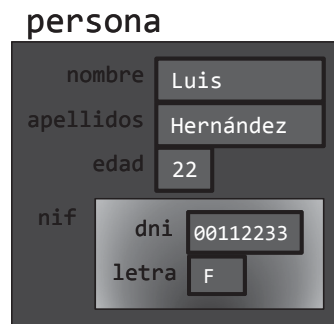 persona
nombre Luis
apellidos Hernández
edad 22
nif
dni 00112233
letra F